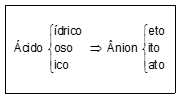 ídrico eto
Ácido oso ⇒ Ânion ito
ico ato